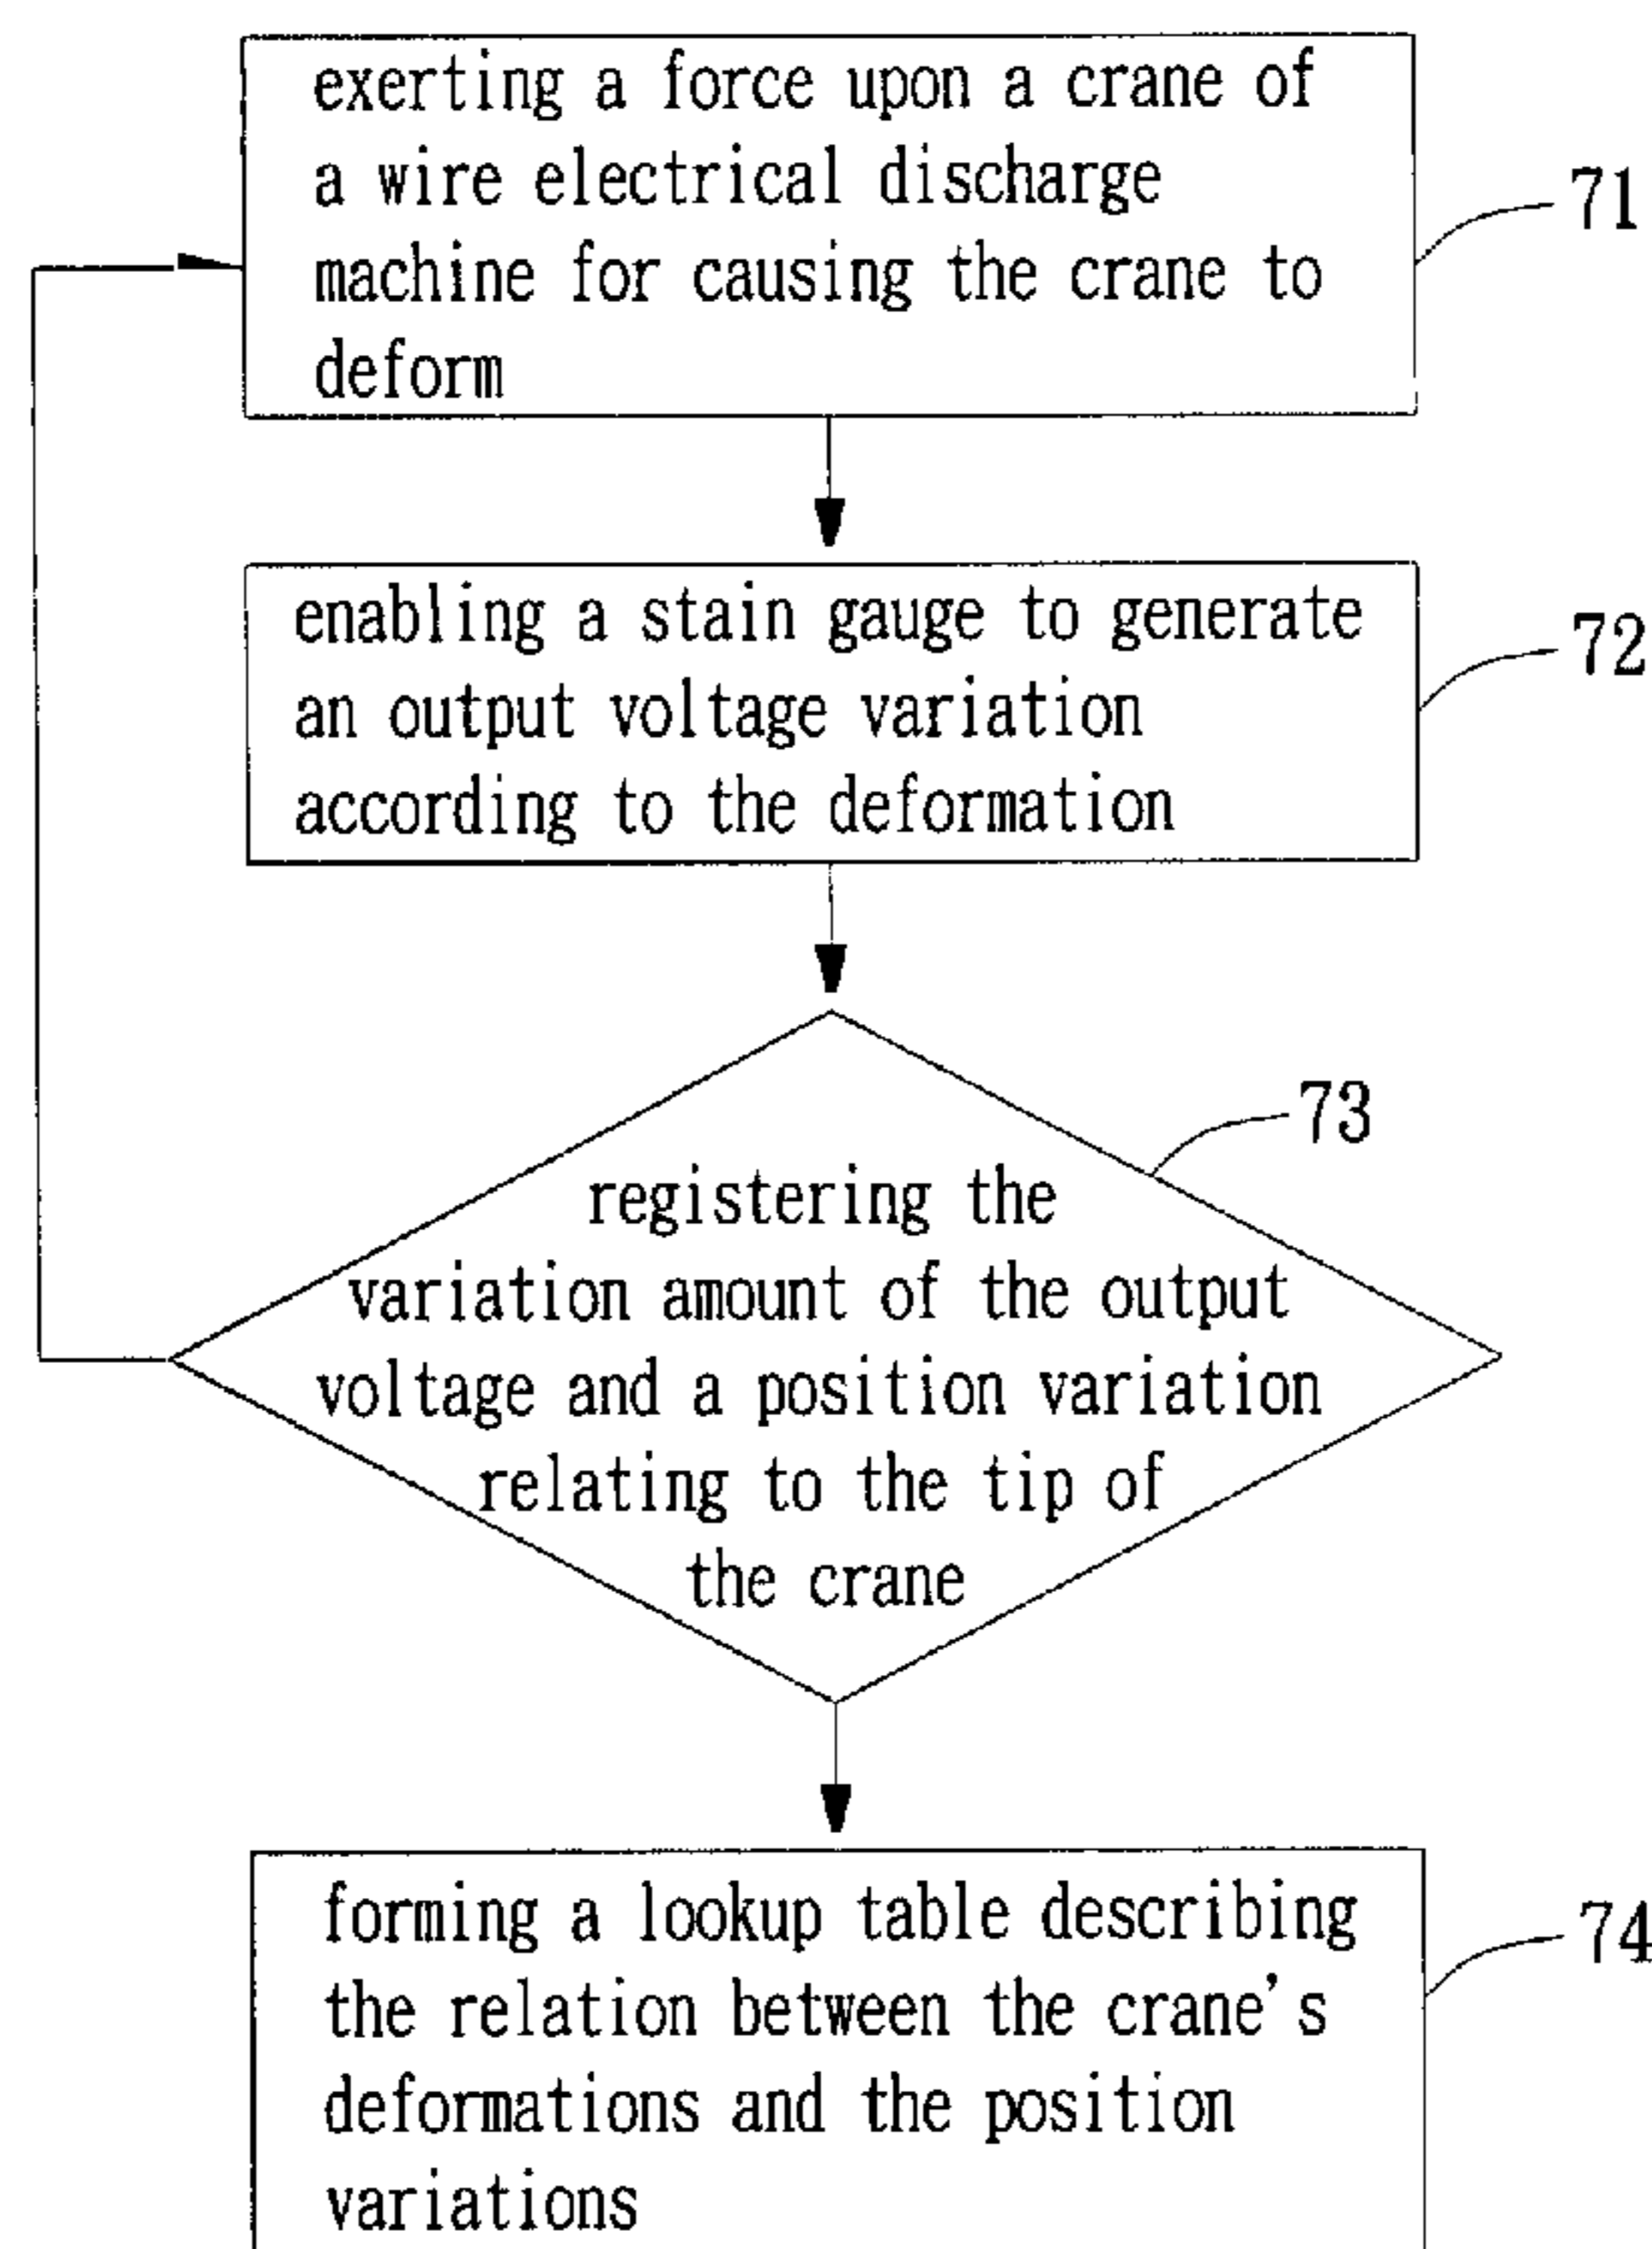 exerting a force upon a crane of
a wire electrical discharge
machine for causing the crane to
deform
71
enabling a stain gauge to generate
an output voltage variation
according to the deformation
72
73
registering the
variation amount of the output
voltage and a position variation
relating to the tip of
the crane
forming a lookup table describing
the relation between the crane's
deformations and the position
variations
74